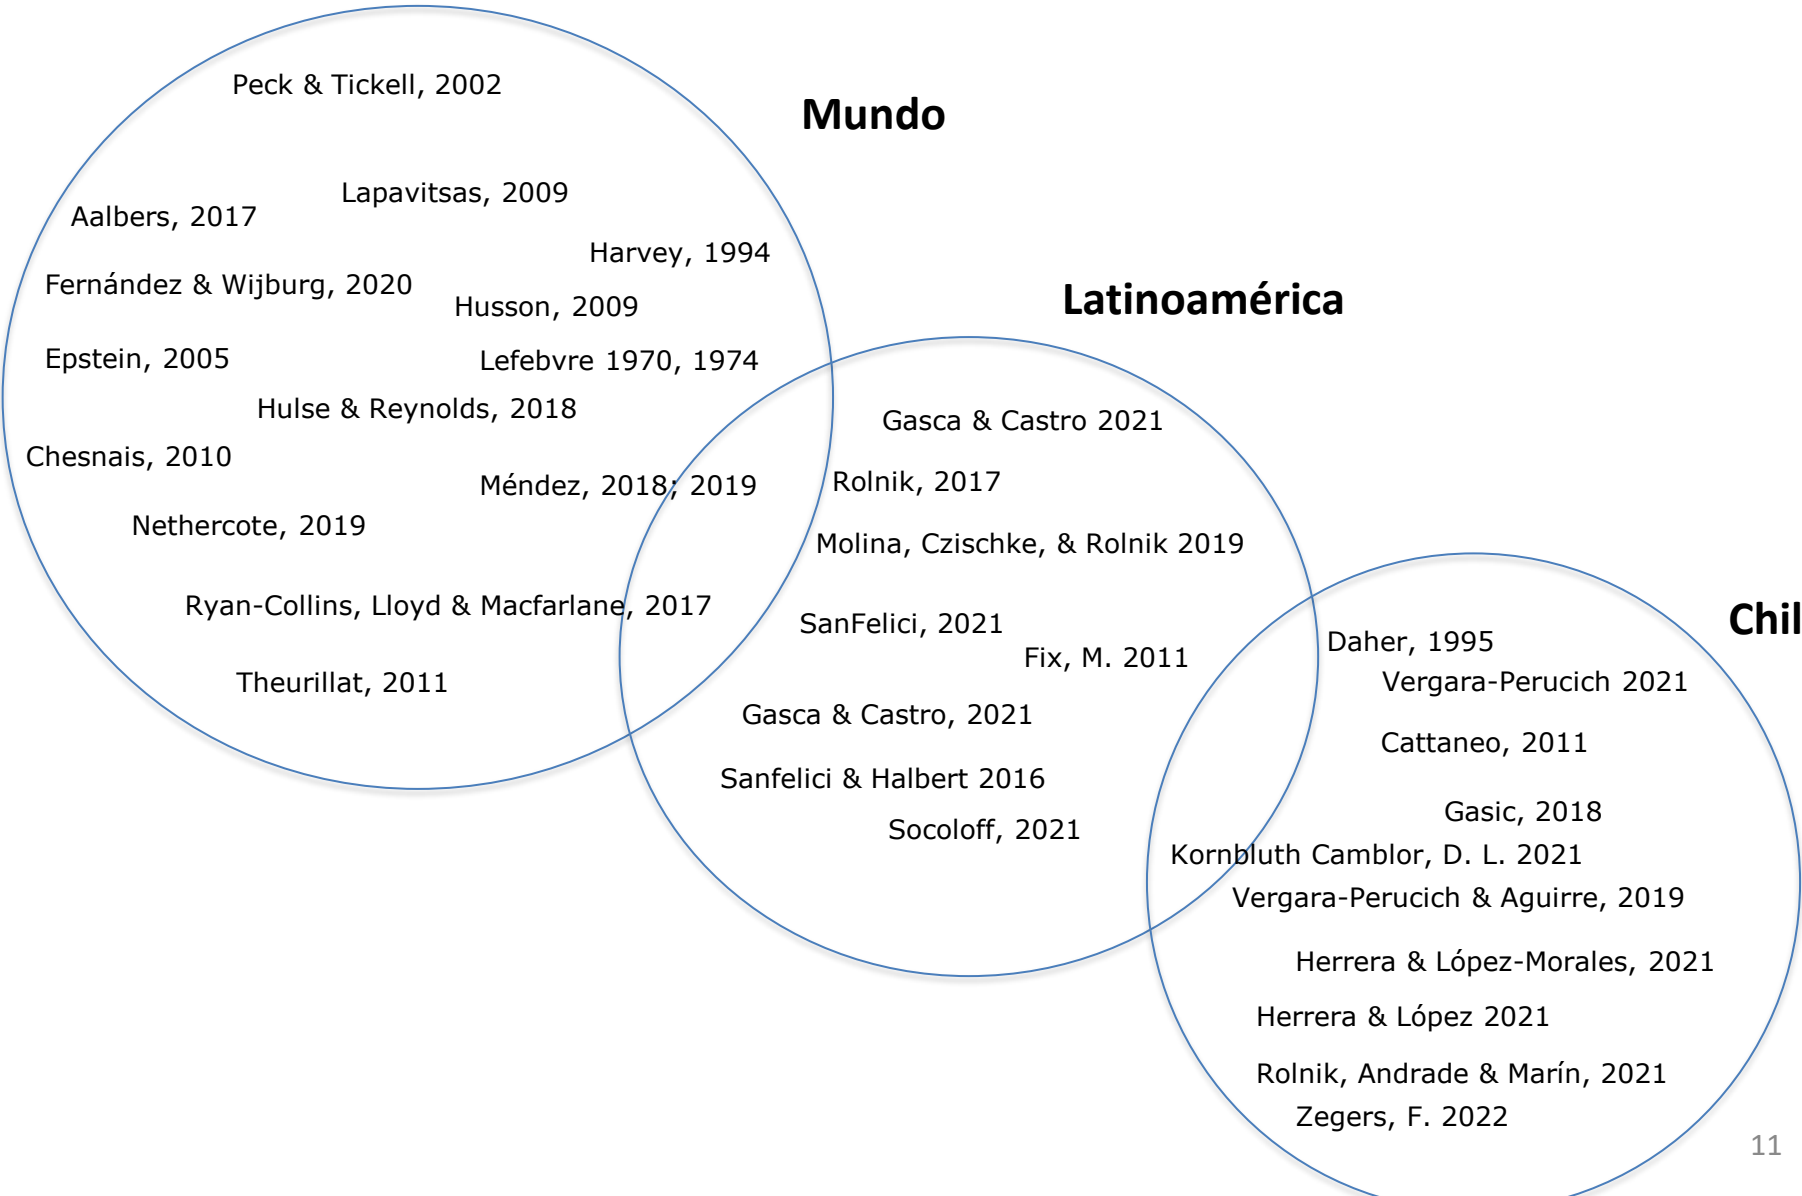 Peck & Tickell, 2002
Mundo
Lapavitsas, 2009
Aalbers, 2017
Harvey, 1994
Fernández & Wijburg, 2020
Husson, 2009
Latinoamérica
Epstein, 2005
Lefebvre 1970, 1974
Hulse & Reynolds, 2018
Gasca & Castro 2021
Chesnais, 2010
Méndez, 2018; 2019
Rolnik, 2017
Nethercote, 2019
Molina, Czischke, & Rolnik 2019
Ryan-Collins, Lloyd & Macfarlane, 2017
SanFelici, 2021
Chil
Daher, 1995
Fix, M. 2011
Theurillat, 2011
Vergara-Perucich 2021
Gasca & Castro, 2021
Cattaneo, 2011
Sanfelici & Halbert 2016
Gasic, 2018
Socoloff, 2021
Kornbluth Camblor, D. L. 2021
Vergara-Perucich & Aguirre, 2019
Herrera & López-Morales, 2021
Herrera & López 2021
Rolnik, Andrade & Marín, 2021
Zegers, F. 2022
11